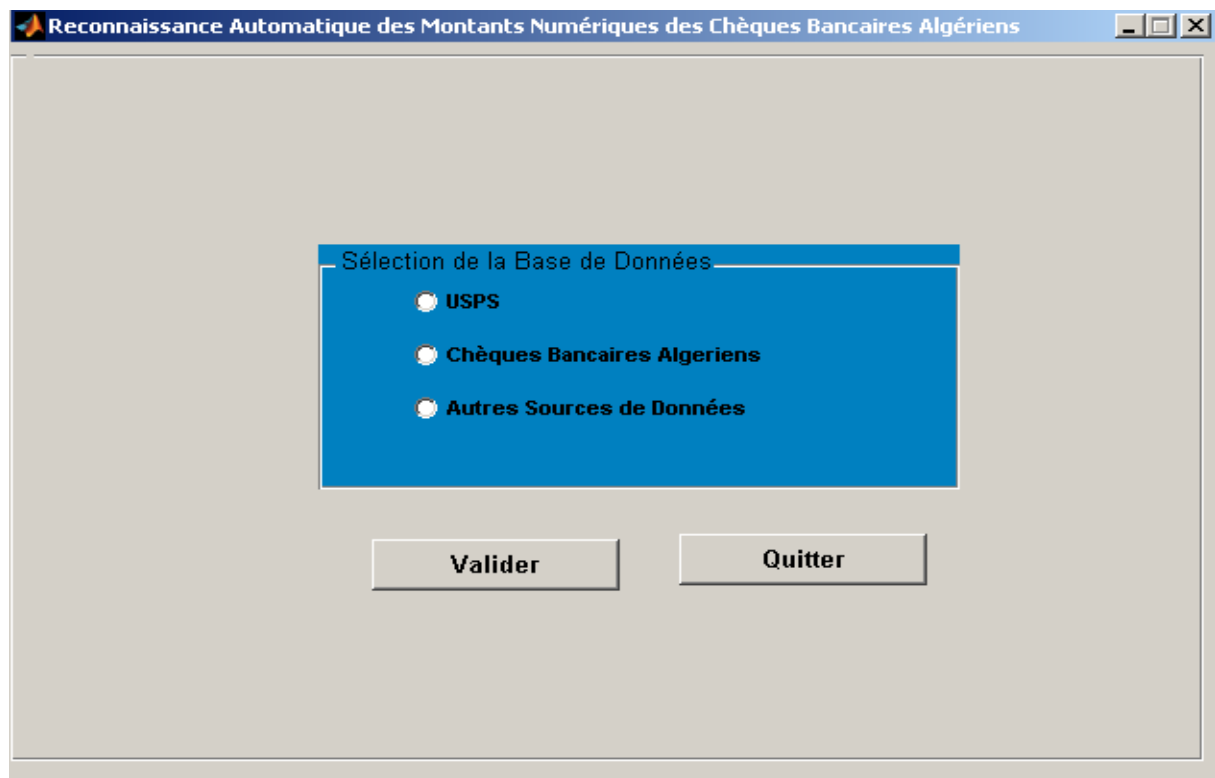 Reconnaissance Automatique des Montants Numériques des Chèques Bancaires Algériens
Sélection de la Base de Données
USPS
Chèques Bancaires Algeriens
Autres Sources de Données
Valider
Quitter